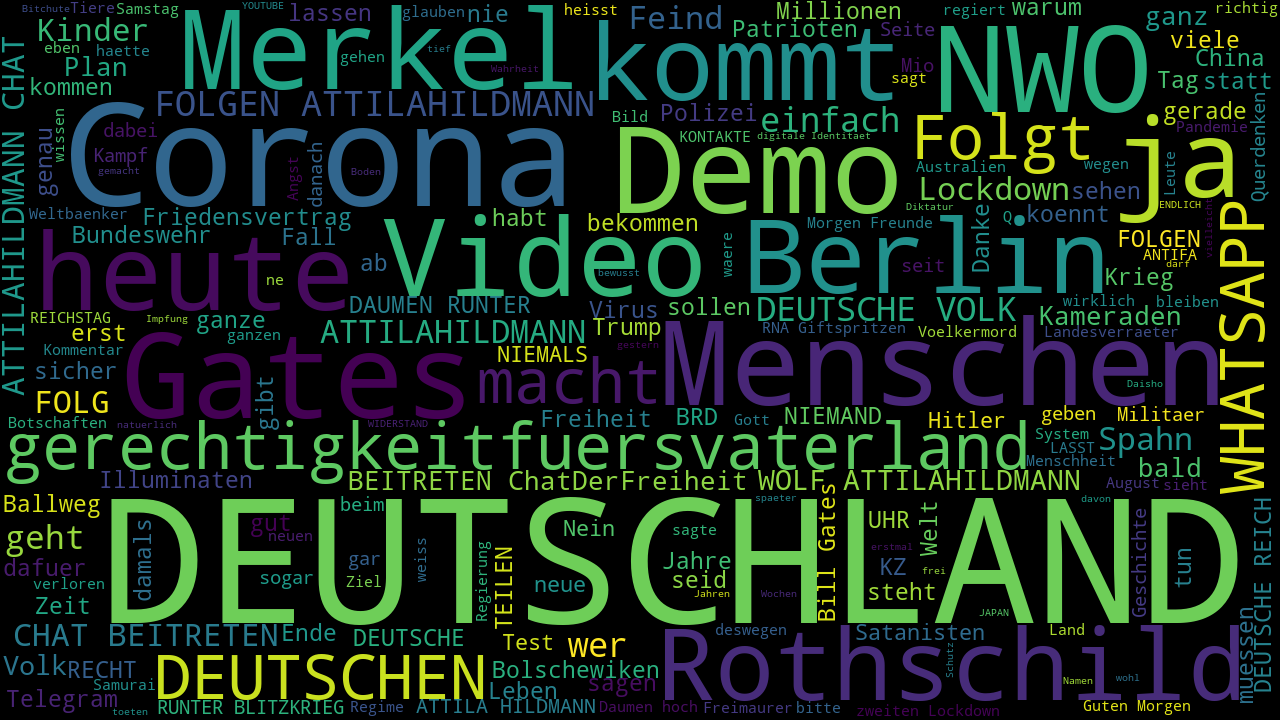 Bitchute Tiere Samstag YOUTUBE lassen glauben nie heisst Feind Millionen regiert warum richtig
Kinder Merkel kommt Patrioten Seite NWO ganz
eben haette gehen tief Wahrheit sagt Mio viele
Plan China
kommen Tag statt
ATTILAHILDMANN CHAT
FOLGEN ATTILAHILDMANN Polizei gerade
Corona Bild einfach Folgt ja Querdenken
wissen dabei KONTAKTE digitale Identitaet Pandemie
genau Kampf Angst danach Demo Australien wegen Leute
gemacht Boden Lockdown sehen
Weltbaenker Friedensvertrag habt bekommen Diktatur Q koennt ENDLICH
Morgen Freunde Danke vielleicht
Bundeswehr Fall Video Berlin FOLGEN
heute ab waere seit ANTIFA
ne bewusst darf
Krieg
DAUMEN RUNTER Virus sollen DEUTSCHE VOLK wirklich bleiben WHATSAPP
REICHSTAG Impfung ganze Kameraden
erst ganzen ATTILAHILDMANN Trump RNA Giftspritzen Voelkermord Landesverraeter
Kommentar NIEMALS gestern
sicher Gates macht Menschen
gibt Daisho
FOLG
Botschaften natuerlich WIDERSTAND Freiheit BRD Gott NIEMAND Hitler geben Militaer
gerechtigkeitfuersvaterland System Spahn
LASST
Menschheit bald
Illuminaten BEITRETEN ChatDerFreiheit WOLF ATTILAHILDMANN August sieht
Ballweg beim spaeter davon
gut Nein UHR Welt
geht neuen sagte Bill Gates erstmal Geschichte DEUTSCHE REICH
damals weiss Regierung TEILEN
dafuer gar Jahre KZ frei tun
verloren sogar Ziel neue seid steht
DEUTSCHLAND
Zeit Jahren Wochen JAPAN
CHAT BEITRETEN Ende DEUTSCHE Test wer deswegen Satanisten Land muessen
Volk RECHT DEUTSCHEN Bolschewiken Rothschild Schutz
Samurai Leben sagen Namen wohl
Telegram toeten RUNTER BLITZKRIEG Regime ATTILA HILDMANN Daumen hoch Freimaurer bitte zweiten Lockdown Guten Morgen